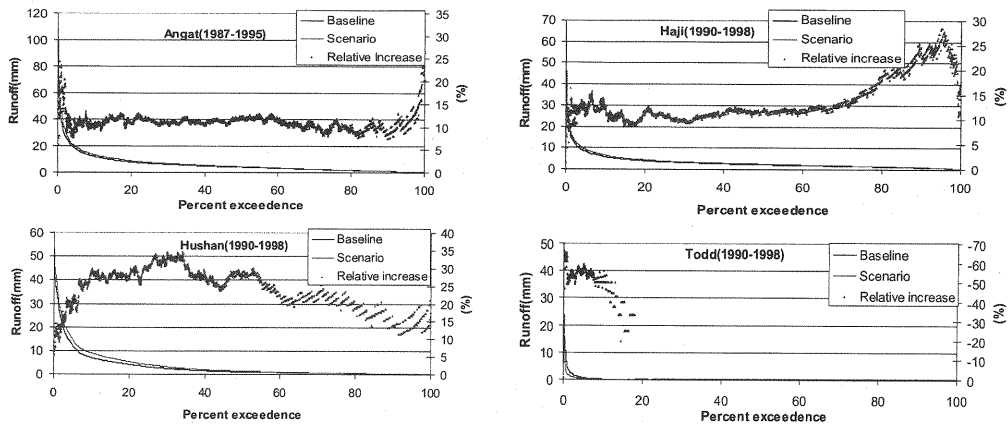 Angat(1987-1995)
Baseline
Scenario
Relative Increase
Runoff(mm)
120
100
80
60
40
20
0
35
30
25
20
15
10
5
0
(%)
0 20 40 60 80 100
Percent exceedence
Haji(1990-1998)
Baseline
Scenario
Relative increase
Runoff(mm)
70
60
50
40
30
20
10
0
30
25
20
15
10
5
0
(%)
0 20 40 60 80 100
Percent exceedence
Hushan(1990-1998)
Baseline
Scenario
Relative increase
Runoff(mm)
60
50
40
30
20
10
0
40
35
30
25
20
15
10
5
0
(%)
0 20 40 60 80 100
Percent exceedence
Todd(1990-1998)
Baseline
Scenario
Relative increase
Runoff(mm)
50
40
30
20
10
0
-70
-60
-50
-40
-30
-20
-10
0
(%)
0 20 40 60 80 100
Percent exceedence